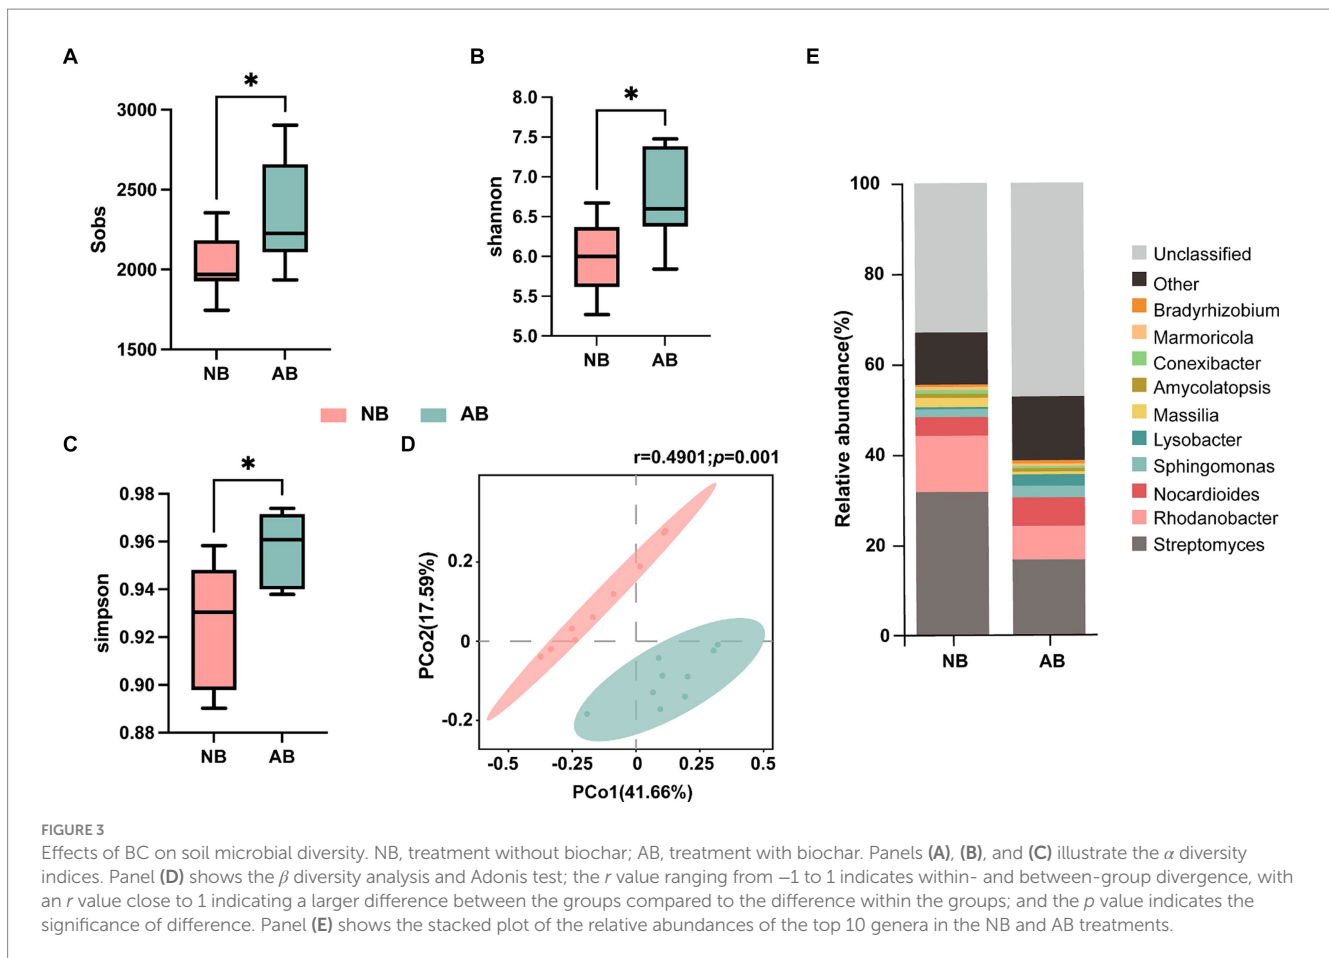 A
*
3000
2500
2000
1500
Sobs
NB
AB
B
*
8.0
7.5
7.0
6.5
6.0
5.5
5.0
shannon
NB
AB
NB
AB
C
*
0.98
0.96
0.94
0.92
0.90
0.88
simpson
NB
AB
D
r=0.4901;p=0.001
0.2
0
-0.2
PCo2(17.59%)
-0.5
-0.25
0
0.25
0.5
PCo1(41.66%)
E
100
80
60
40
20
0
Relative abundance(%)
NB
AB
Unclassified
Other
Bradyrhizobium
Marmoricola
Conexibacter
Amycolatopsis
Massilia
Lysobacter
Sphingomonas
Nocardioides
Rhodanobacter
Streptomyces
FIGURE 3
Effects of BC on soil microbial diversity. NB, treatment without biochar; AB, treatment with biochar. Panels (A), (B), and (C) illustrate the α diversity
indices. Panel (D) shows the β diversity analysis and Adonis test; the r value ranging from −1 to 1 indicates within- and between-group divergence, with
an r value close to 1 indicating a larger difference between the groups compared to the difference within the groups; and the p value indicates the
significance of difference. Panel (E) shows the stacked plot of the relative abundances of the top 10 genera in the NB and AB treatments.